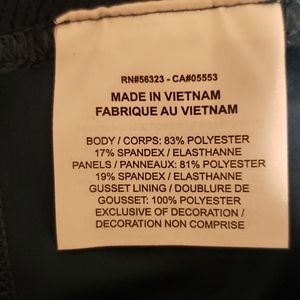 RN#56323 - CA#05553
MADE IN VIETNAM
FABRIQUE AU VIETNAM
BODY / CORPS: 83% POLYESTER
17% SPANDEX / ELASTHANNE
PANELS / PANNEAUX: 81% POLYESTER
19% SPANDEX / ELASTHANNE
GUSSET LINING / DOUBLURE DE
GOUSSET: 100% POLYESTER
EXCLUSIVE OF DECORATION /
DECORATION NON COMPRISE